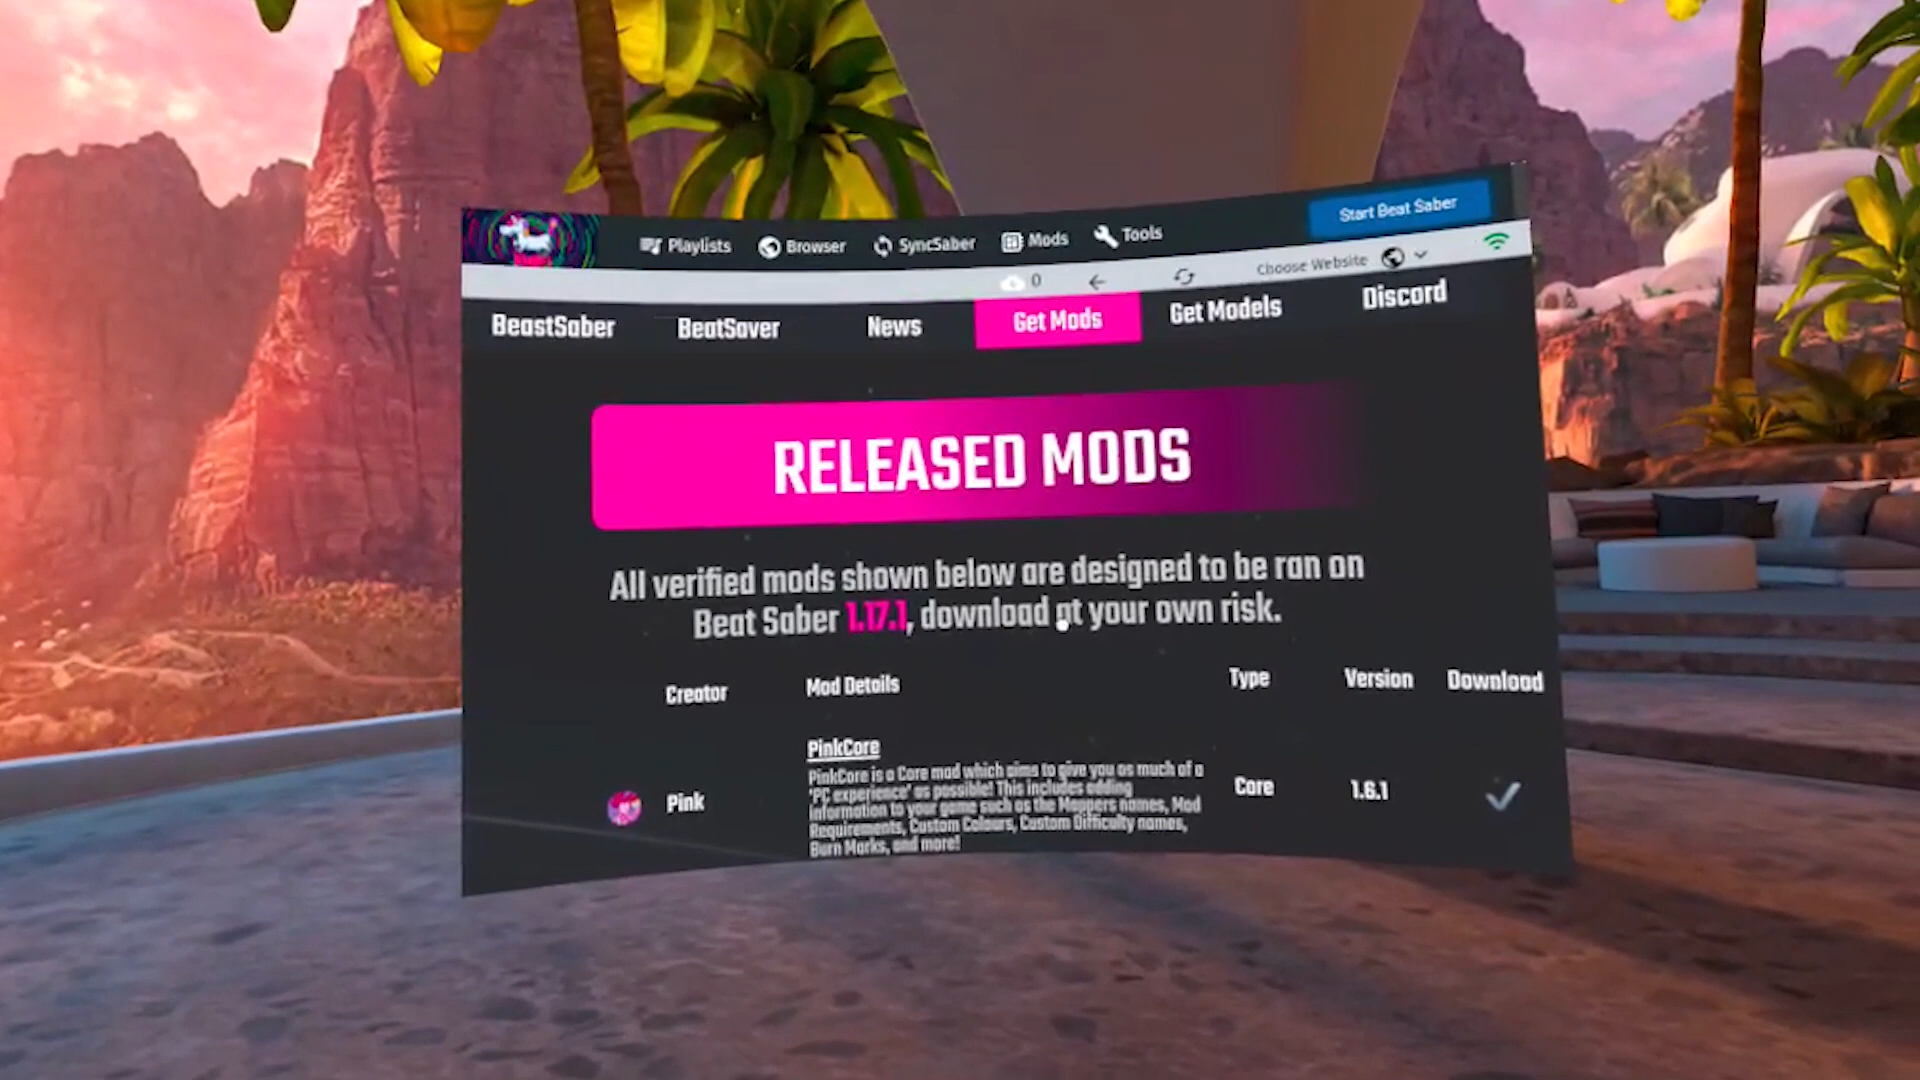 Playlists Browser SyncSaber Mods Tools Start Beat Saber
0 Choose Website
BeastSaber BeatSaver News Get Mods Get Models Discord
RELEASED MODS
All verified mods shown below are designed to be ran on
Beat Saber 1.17.1, download at your own risk.
Creator Mod Details Type Version Download
PinkCore
PinkCore is a Core mod which aims to give you as much of a
'PC experience' as possible! This includes adding
information to your game such as the Mappers names, Mod
Requirements, Custom Colours, Custom Difficulty names,
Burn Marks, and more!
Pink Core 1.6.1